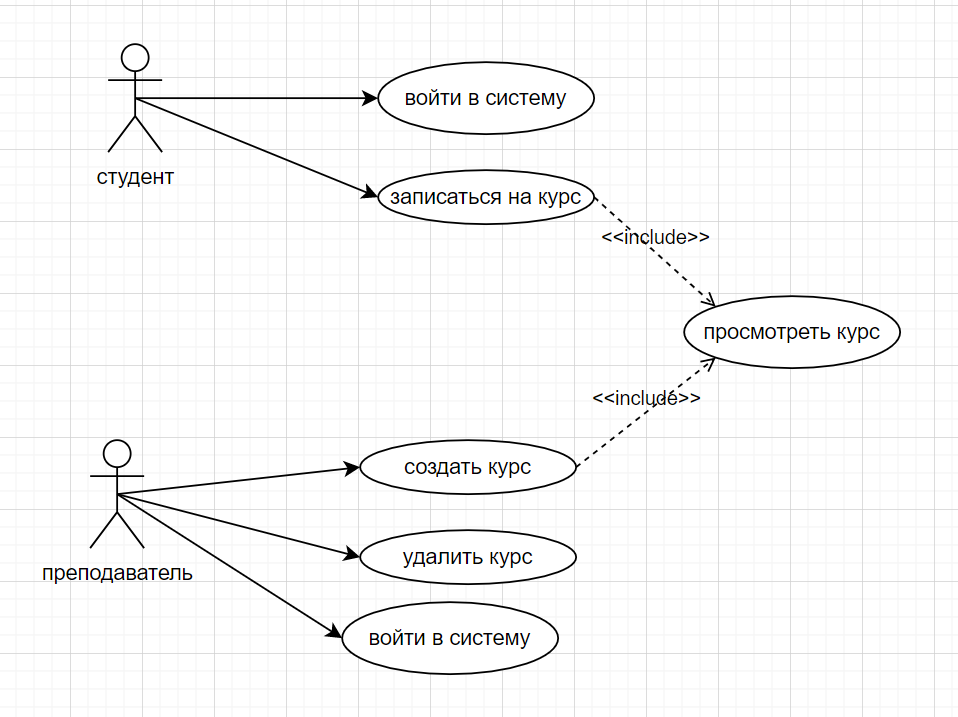 войти в систему
студент
записаться на курс
<<include>>
просмотреть курс
<<include>>
создать курс
удалить курс
преподаватель
войти в систему